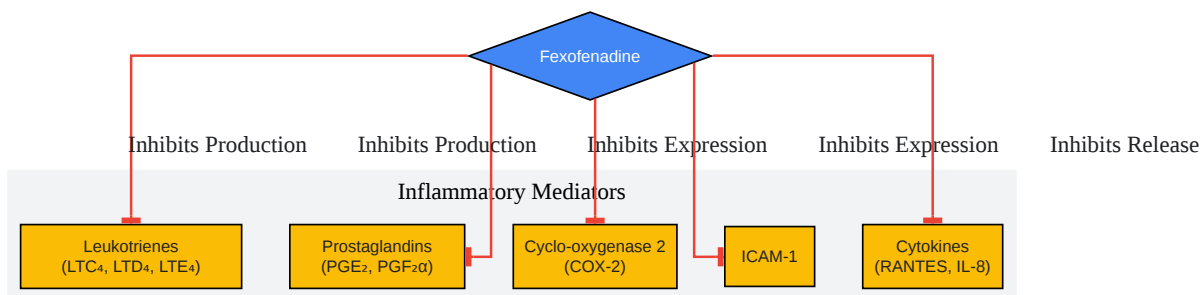 Fexofenadine
Inhibits Production
Inhibits Production
Inhibits Expression
Inhibits Expression
Inhibits Release
Inflammatory Mediators
Leukotrienes
(LTC₄, LTD₄, LTE₄)
Prostaglandins
(PGE₂, PGF₂α)
Cyclo-oxygenase 2
(COX-2)
ICAM-1
Cytokines
(RANTES, IL-8)